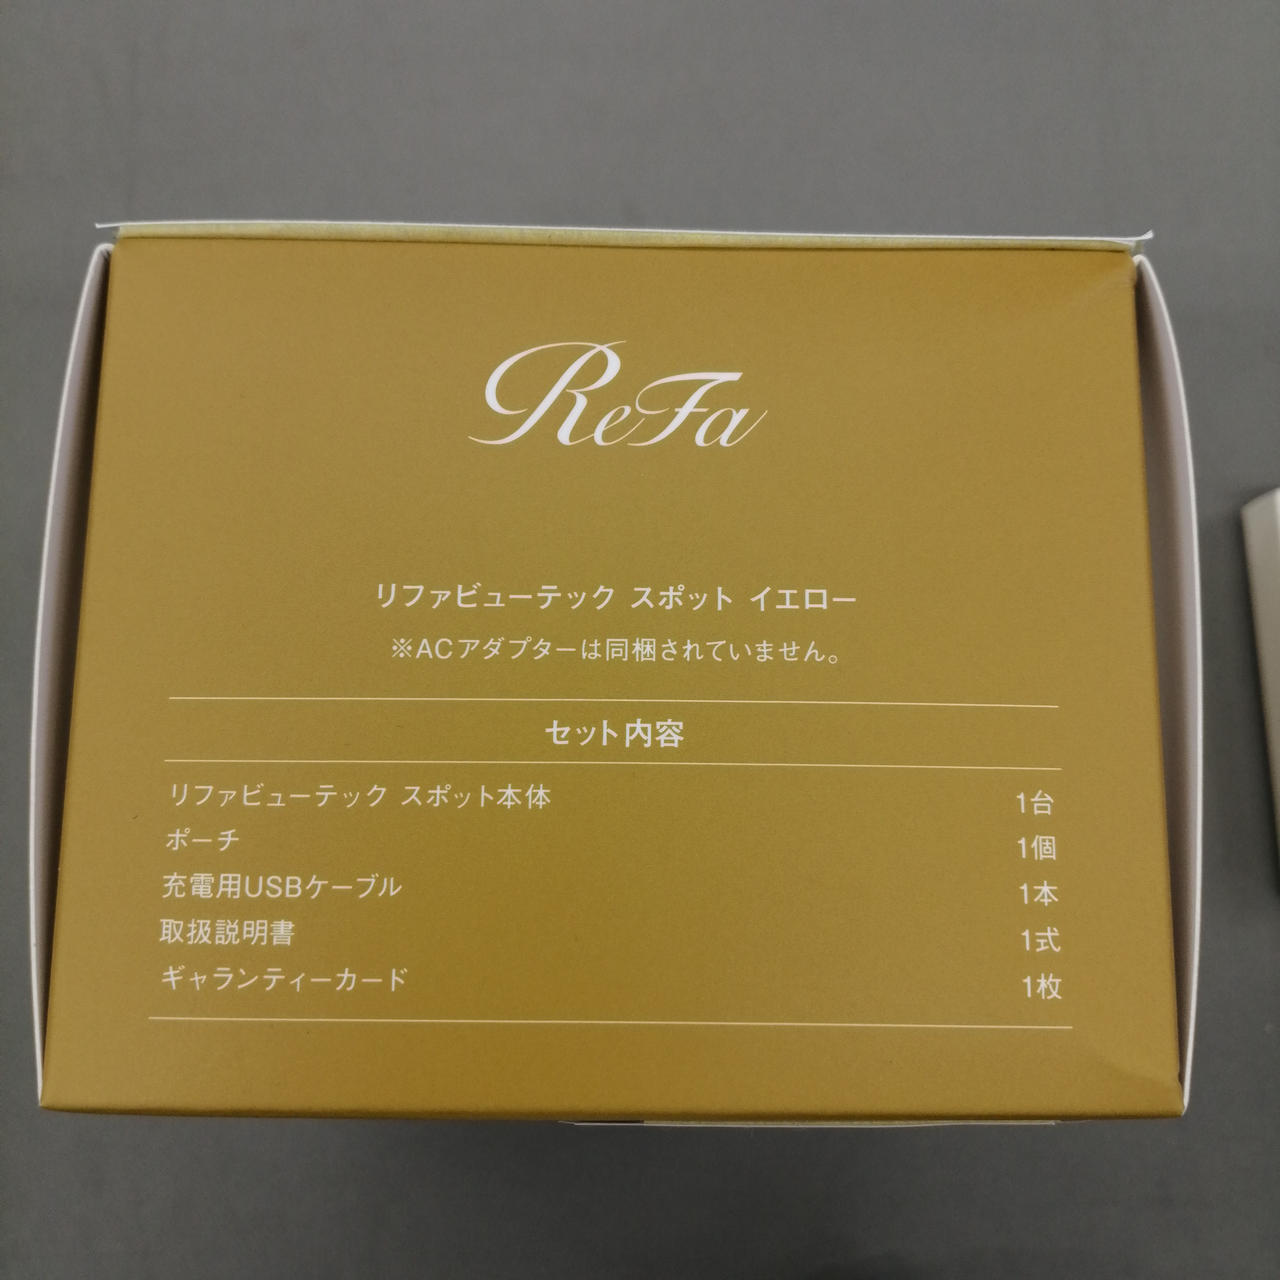 ReFa
リファビューテック スポット イエロー
※ACアダプターは同梱されていません。
セット内容
リファビューテック スポット本体 1台
ポーチ 1個
充電用USBケーブル 1本
取扱説明書 1式
ギャランティーカード 1枚